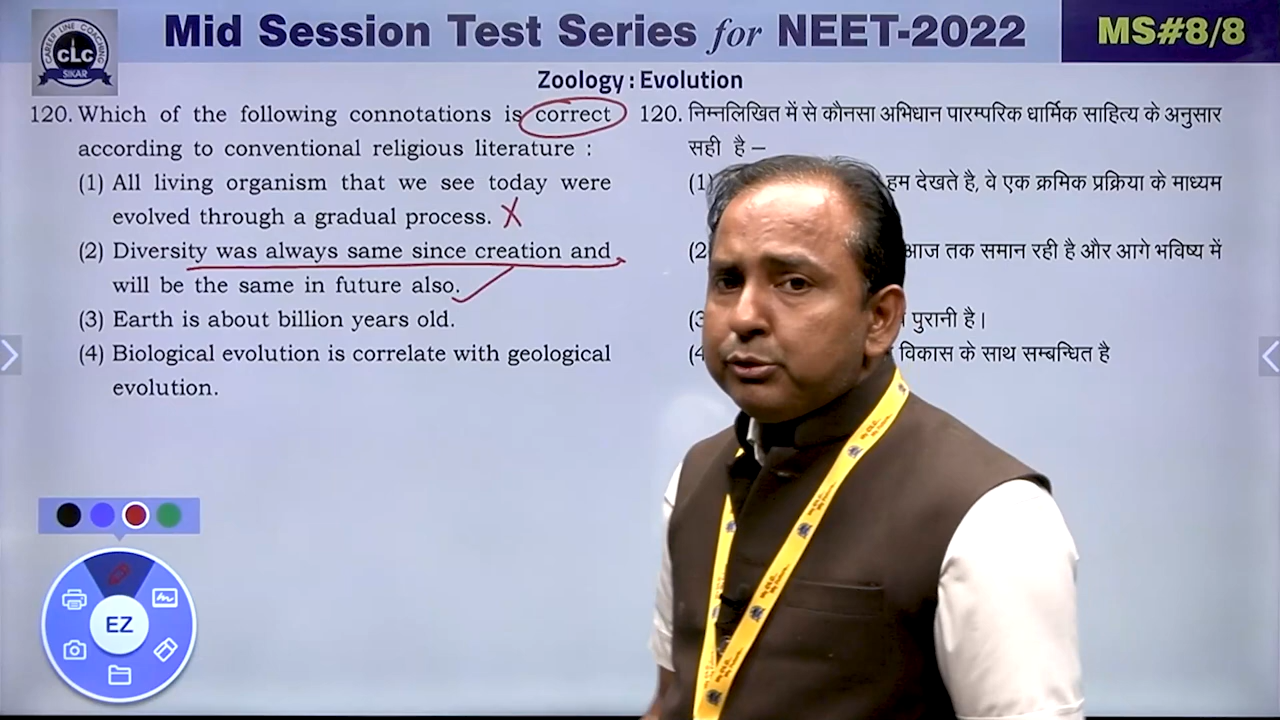 Mid Session Test Series for NEET-2022
MS#8/8
CAREER LINE COACHING
CLC
SIKAR
Zoology : Evolution
120. Which of the following connotations is correct
according to conventional religious literature :
(1) All living organism that we see today were
evolved through a gradual process.
(2) Diversity was always same since creation and
will be the same in future also.
(3) Earth is about billion years old.
(4) Biological evolution is correlate with geological
evolution.
120. निम्नलिखित में से कौनसा अभिधान पारम्परिक धार्मिक साहित्य के अनुसार
सही है –
(1) हम देखते है, वे एक क्रमिक प्रक्रिया के माध्यम
(2 आज तक समान रही है और आगे भविष्य में
(3 पुरानी है।
(4 विकास के साथ सम्बन्धित है
EZ